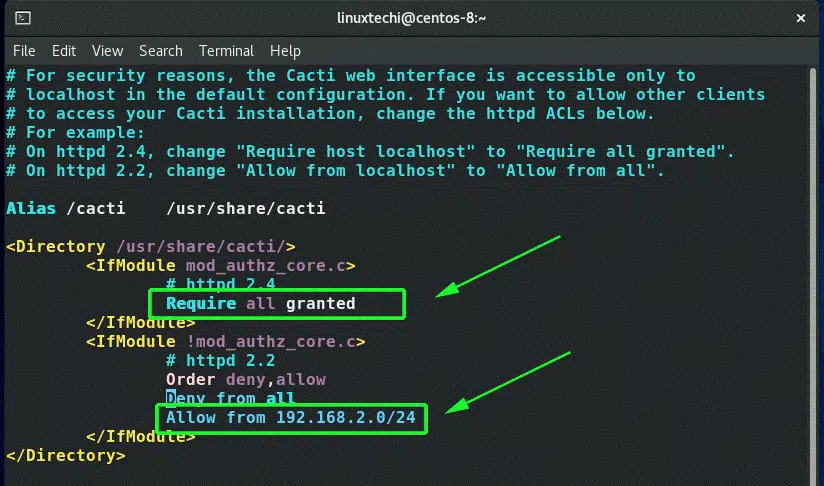 linuxtechi@centos-8:~
File Edit View Search Terminal Help
# For security reasons, the Cacti web interface is accessible only to
# localhost in the default configuration. If you want to allow other clients
# to access your Cacti installation, change the httpd ACLs below.
# For example:
# On httpd 2.4, change "Require host localhost" to "Require all granted".
# On httpd 2.2, change "Allow from localhost" to "Allow from all".
Alias /cacti    /usr/share/cacti
<Directory /usr/share/cacti/>
        <IfModule mod_authz_core.c>
                # httpd 2.4
                Require all granted
        </IfModule>
        <IfModule !mod_authz_core.c>
                # httpd 2.2
                Order deny,allow
                Deny from all
                Allow from 192.168.2.0/24
        </IfModule>
</Directory>